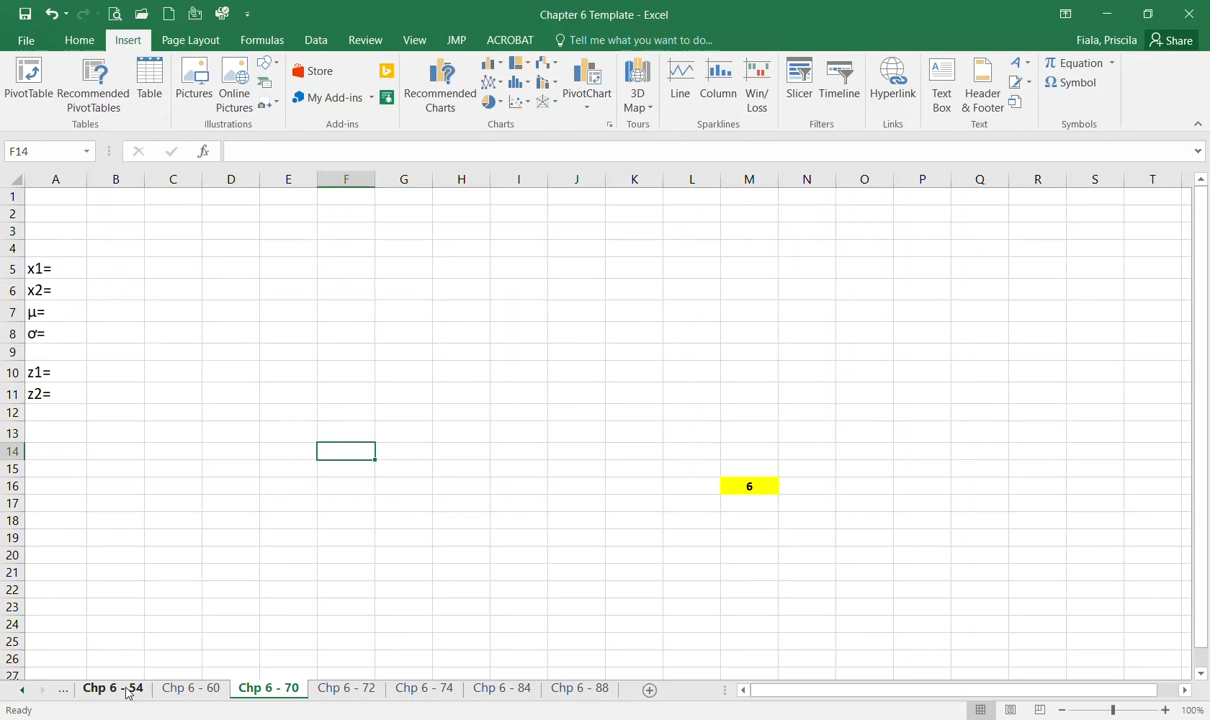 Chapter 6 Template - Excel
File Home Insert Page Layout Formulas Data Review View JMP ACROBAT Tell me what you want to do... Fiala, Priscila Share
PivotTable Recommended PivotTables Table
Pictures Online Pictures
Store
My Add-ins
Recommended Charts PivotChart
3D Map
Line Column Win/ Loss
Slicer Timeline
Hyperlink
Text Box Header & Footer
Equation
Symbol
Tables Illustrations Add-ins Charts Tours Sparklines Filters Links Text Symbols
F14 fx
A B C D E F G H I J K L M N O P Q R S T
1
2
3
4
5 x1=
6 x2=
7 μ=
8 σ=
9
10 z1=
11 z2=
12
13
14
15
16 6
17
18
19
20
21
22
23
24
25
26
27
... Chp 6 - 54 Chp 6 - 60 Chp 6 - 70 Chp 6 - 72 Chp 6 - 74 Chp 6 - 84 Chp 6 - 88
Ready 100%